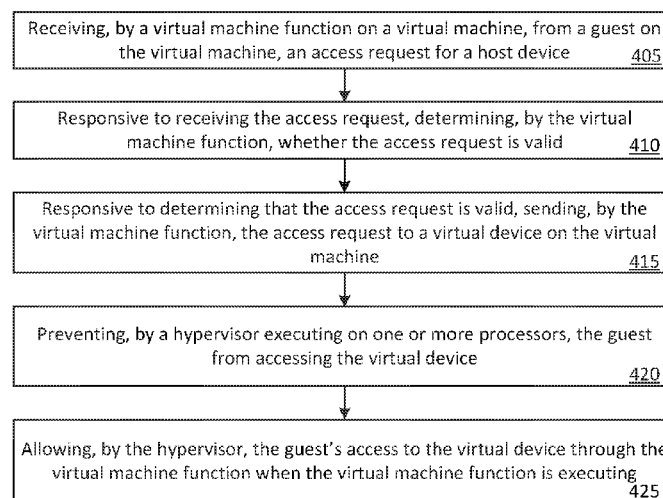 Receiving, by a virtual machine function on a virtual machine, from a guest on
the virtual machine, an access request for a host device
405
Responsive to receiving the access request, determining, by the virtual
machine function, whether the access request is valid
410
Responsive to determining that the access request is valid, sending, by the
virtual machine function, the access request to a virtual device on the virtual
machine
415
Preventing, by a hypervisor executing on one or more processors, the guest
from accessing the virtual device
420
Allowing, by the hypervisor, the guest's access to the virtual device through the
virtual machine function when the virtual machine function is executing
425